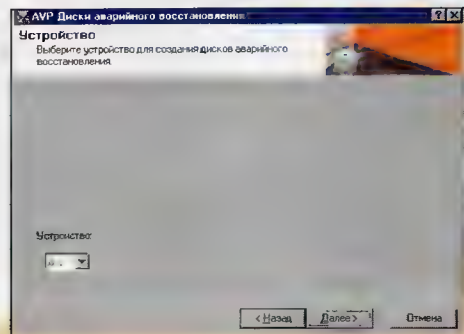 AVP Диски аварийного восстановления
Устройство
Выберите устройство для создания дисков аварийного
восстановления.
Устройство:
< Назад
Далее >
Отмена